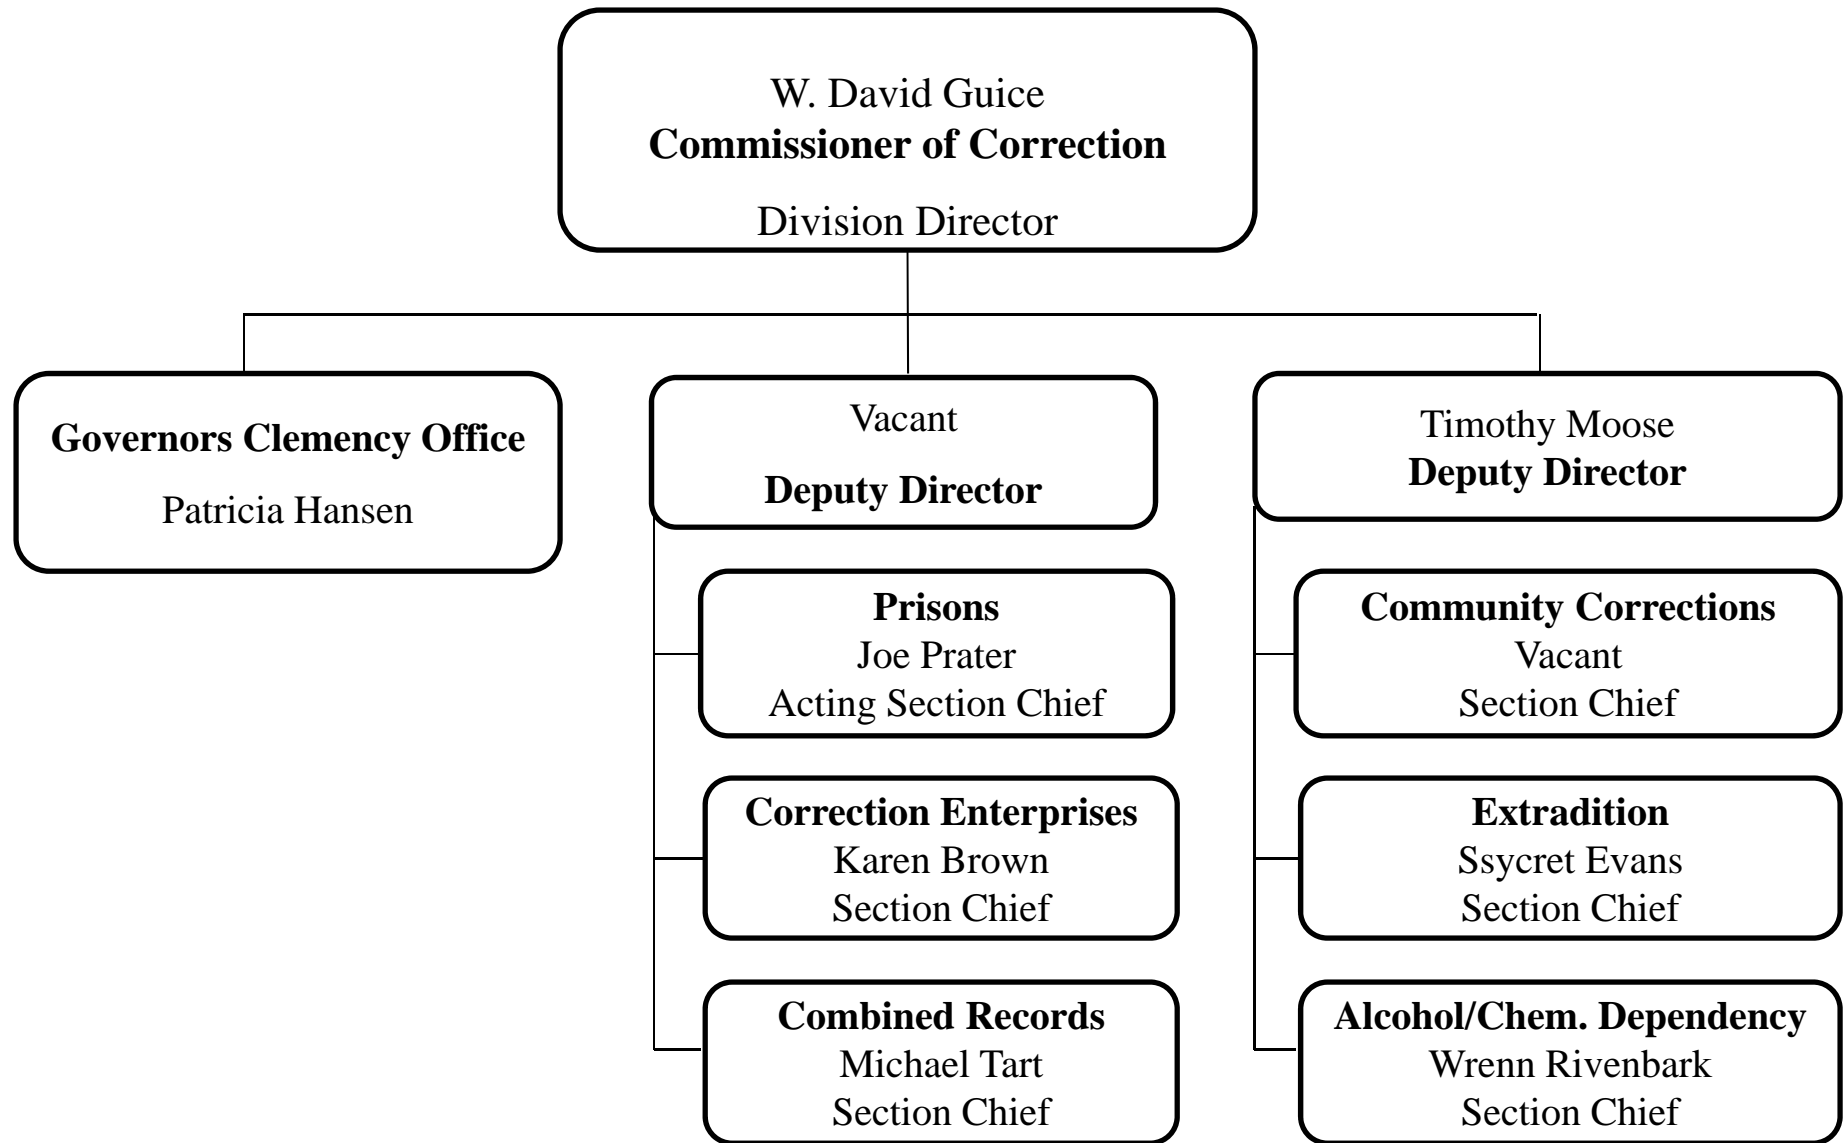 W. David Guice
Commissioner of Correction
Division Director
Governors Clemency Office
Patricia Hansen
Vacant
Deputy Director
Prisons
Joe Prater
Acting Section Chief
Correction Enterprises
Karen Brown
Section Chief
Combined Records
Michael Tart
Section Chief
Timothy Moose
Deputy Director
Community Corrections
Vacant
Section Chief
Extradition
Ssycret Evans
Section Chief
Alcohol/Chem. Dependency
Wrenn Rivenbark
Section Chief